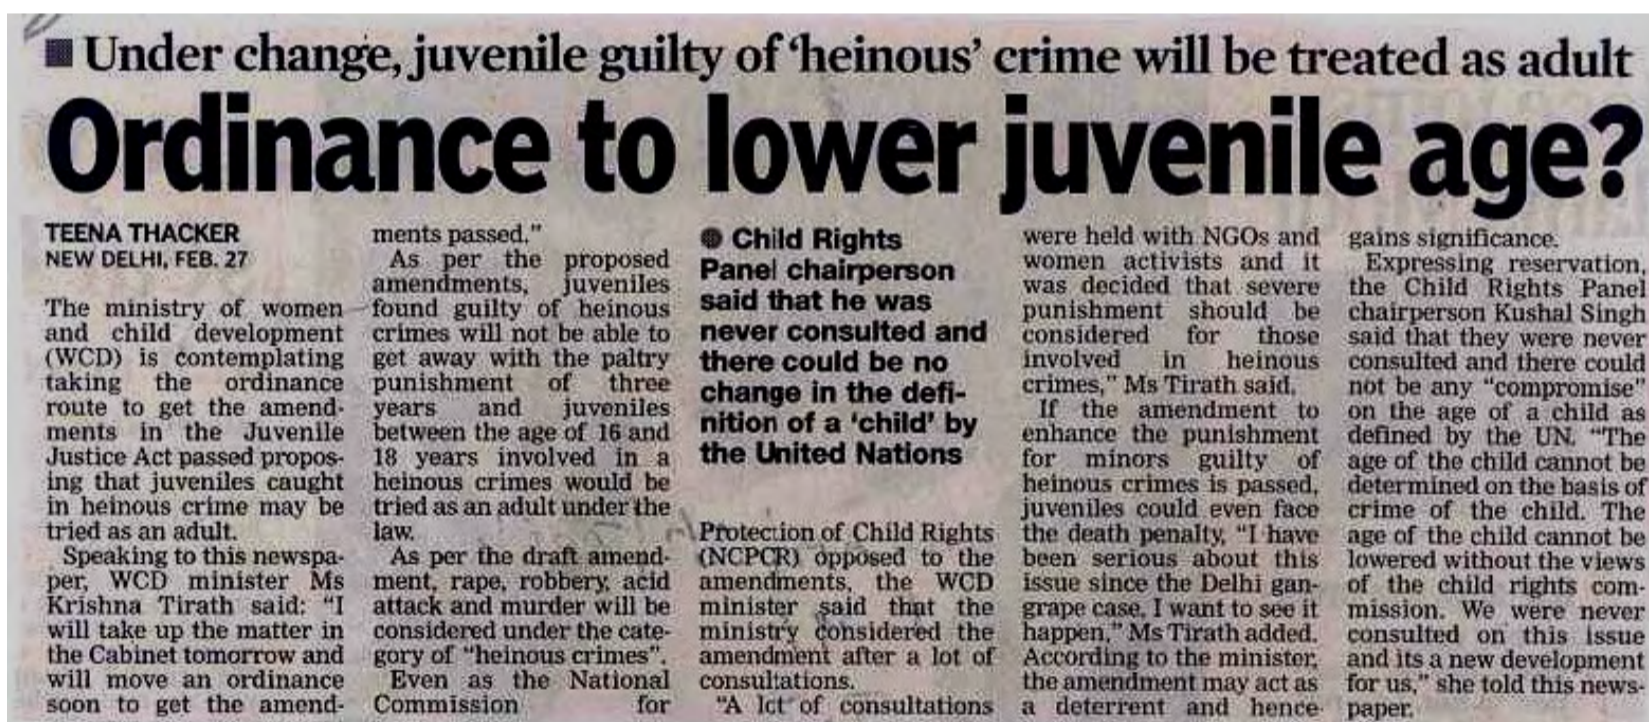 ■ Under change, juvenile guilty of ‘heinous’ crime will be treated as adult
Ordinance to lower juvenile age?
TEENA THACKER
NEW DELHI, FEB. 27
The ministry of women
and child development
(WCD) is contemplating
taking the ordinance
route to get the amend-
ments in the Juvenile
Justice Act passed propos-
ing that juveniles caught
in heinous crime may be
tried as an adult.
Speaking to this newspa-
per, WCD minister Ms
Krishna Tirath said: “I
will take up the matter in
the Cabinet tomorrow and
will move an ordinance
soon to get the amend-
ments passed.”
As per the proposed
amendments, juveniles
found guilty of heinous
crimes will not be able to
get away with the paltry
punishment of three
years and juveniles
between the age of 16 and
18 years involved in a
heinous crimes would be
tried as an adult under the
law.
As per the draft amend-
ment, rape, robbery, acid
attack and murder will be
considered under the cate-
gory of “heinous crimes”.
Even as the National
Commission for
● Child Rights
Panel chairperson
said that he was
never consulted and
there could be no
change in the defi-
nition of a ‘child’ by
the United Nations
Protection of Child Rights
(NCPCR) opposed to the
amendments, the WCD
minister said that the
ministry considered the
amendment after a lot of
consultations.
“A lot of consultations
were held with NGOs and
women activists and it
was decided that severe
punishment should be
considered for those
involved in heinous
crimes,” Ms Tirath said.
If the amendment to
enhance the punishment
for minors guilty of
heinous crimes is passed,
juveniles could even face
the death penalty, “I have
been serious about this
issue since the Delhi gan-
grape case. I want to see it
happen,” Ms Tirath added.
According to the minister,
the amendment may act as
a deterrent and hence
gains significance.
Expressing reservation,
the Child Rights Panel
chairperson Kushal Singh
said that they were never
consulted and there could
not be any “compromise”
on the age of a child as
defined by the UN. “The
age of the child cannot be
determined on the basis of
crime of the child. The
age of the child cannot be
lowered without the views
of the child rights com-
mission. We were never
consulted on this issue
and its a new development
for us,” she told this news-
paper.